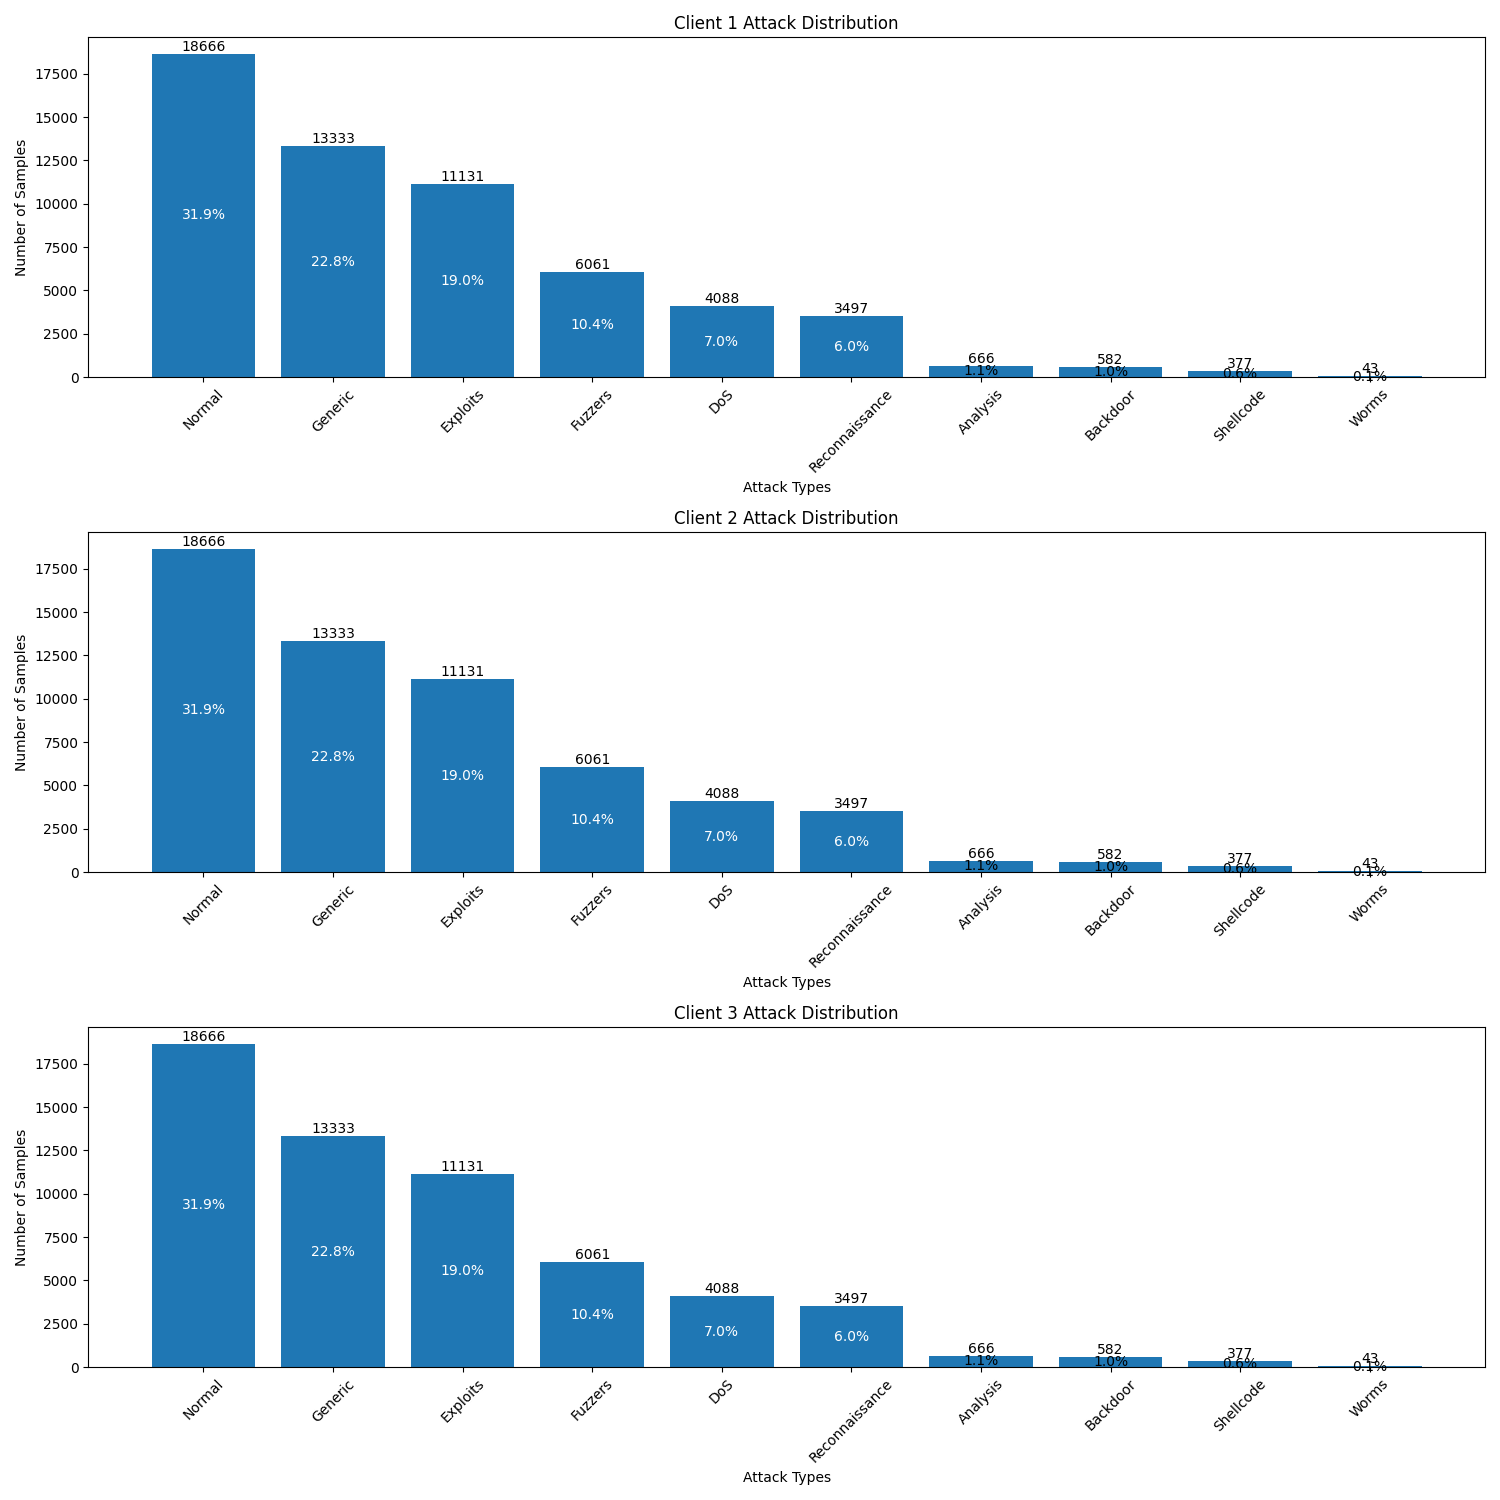 Client 1 Attack Distribution
18666
17500
13333
15000
12500
11131
10000
Number of Samples
31.9%
7500
22.8%
6061
19.0%
5000
4088
3497
10.4%
2500
7.0%
6.0%
666
582
377
43
1.1%
1.0%
0.6%
0.1%
0
Normal
Generic
Exploits
Fuzzers
DoS
Reconnaissance
Analysis
Backdoor
Shellcode
Worms
Attack Types
Client 2 Attack Distribution
18666
17500
13333
15000
12500
11131
10000
Number of Samples
31.9%
7500
22.8%
6061
19.0%
5000
4088
3497
10.4%
2500
7.0%
6.0%
666
582
377
43
1.1%
1.0%
0.6%
0.1%
0
Normal
Generic
Exploits
Fuzzers
DoS
Reconnaissance
Analysis
Backdoor
Shellcode
Worms
Attack Types
Client 3 Attack Distribution
18666
17500
13333
15000
12500
11131
10000
Number of Samples
31.9%
7500
22.8%
6061
19.0%
5000
4088
3497
10.4%
2500
7.0%
6.0%
666
582
377
43
1.1%
1.0%
0.6%
0.1%
0
Normal
Generic
Exploits
Fuzzers
DoS
Reconnaissance
Analysis
Backdoor
Shellcode
Worms
Attack Types